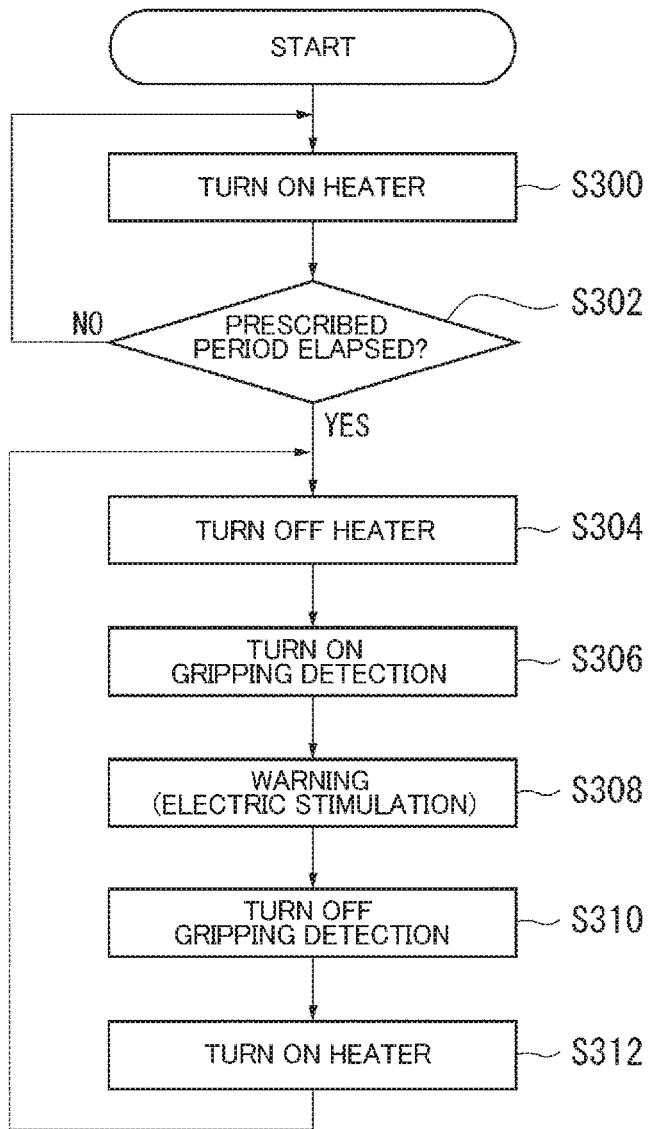 START
TURN ON HEATER
S300
S302
PRESCRIBED
PERIOD ELAPSED?
NO
YES
TURN OFF HEATER
S304
TURN ON
GRIPPING DETECTION
S306
WARNING
(ELECTRIC STIMULATION)
S308
TURN OFF
GRIPPING DETECTION
S310
TURN ON HEATER
S312